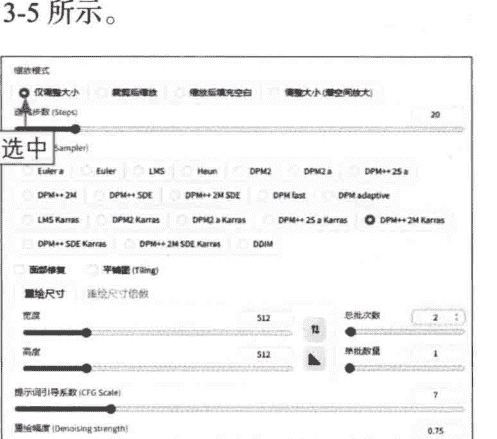 3-5 所示。
缩放模式
仅调整大小 裁剪后缩放 缩放后填充空白 调整大小 (潜空间放大)
步数 (Steps) 20
选中
Sampler)
Euler a Euler LMS Heun DPM2 DPM2 a DPM++ 2S a
DPM++ 2M DPM++ SDE DPM++ 2M SDE DPM fast DPM adaptive
LMS Karras DPM2 Karras DPM2 a Karras DPM++ 2S a Karras DPM++ 2M Karras
DPM++ SDE Karras DPM++ 2M SDE Karras DDIM
面部修复 平铺图 (Tiling)
重绘尺寸 重绘尺寸倍数
宽度 512 总批次数 2
高度 512 单批数量 1
提示词引导系数 (CFG Scale) 7
重绘幅度 (Denoising strength) 0.75